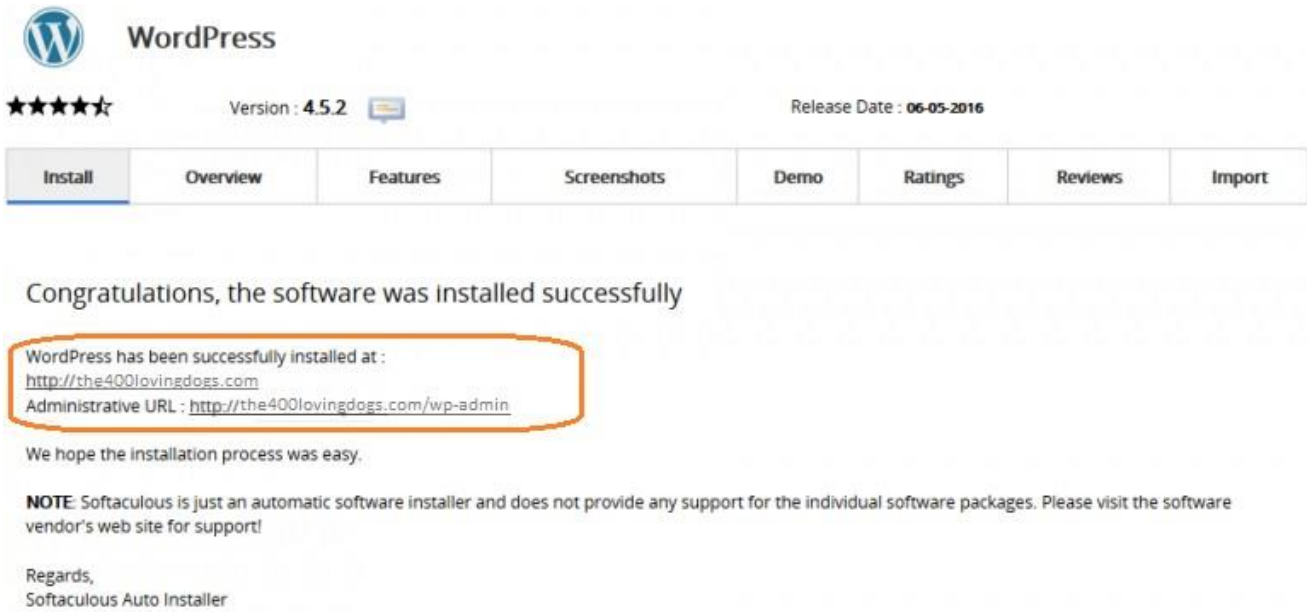 WordPress
Version : 4.5.2
Release Date : 06-05-2016
Install Overview Features Screenshots Demo Ratings Reviews Import
Congratulations, the software was installed successfully
WordPress has been successfully installed at :
http://the400lovingdogs.com
Administrative URL : http://the400lovingdogs.com/wp-admin
We hope the installation process was easy.
NOTE: Softaculous is just an automatic software installer and does not provide any support for the individual software packages. Please visit the software
vendor's web site for support!
Regards,
Softaculous Auto Installer